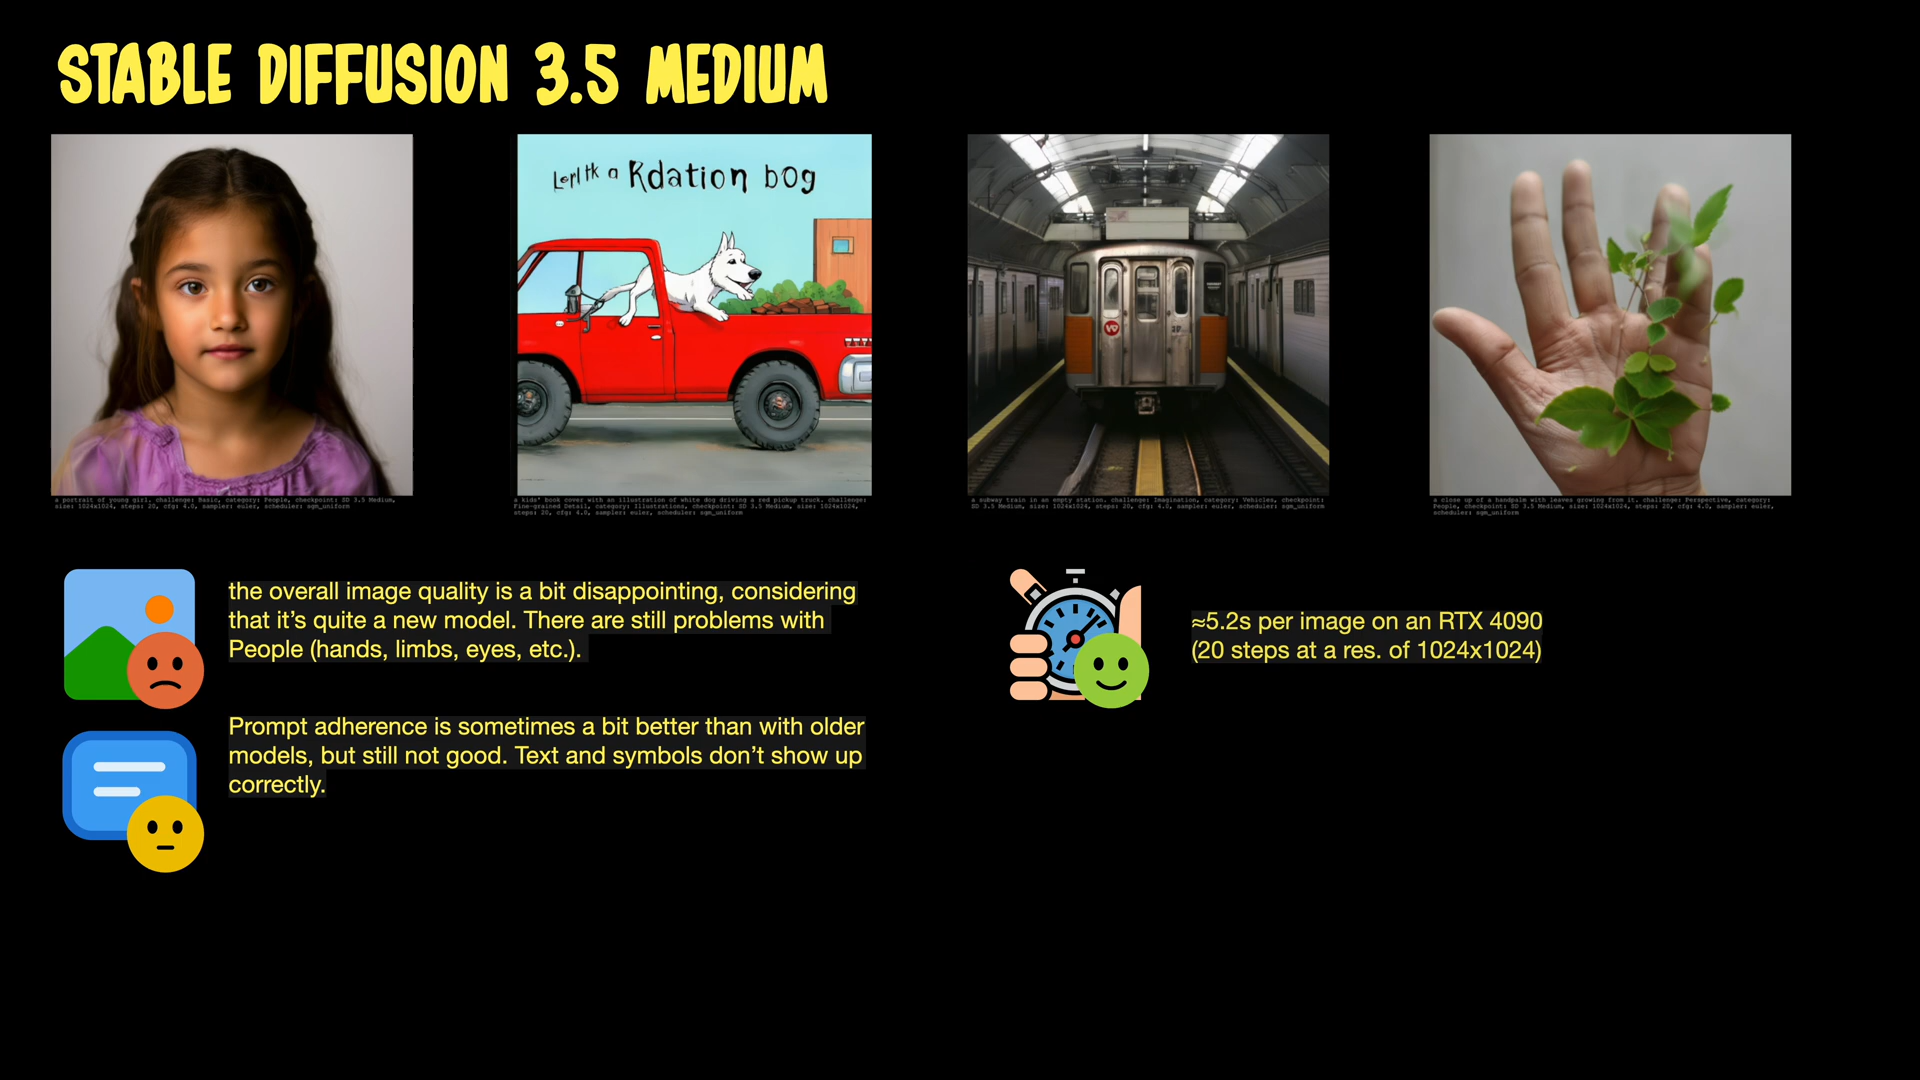 STABLE DIFFUSION 3.5 MEDIUM
Rdation bog
a portrait of young girl. challenge: Basic, category: People, checkpoint: SD 3.5 Medium,
size: 1024x1024, steps: 20, cfg: 4.0, sampler: euler, scheduler: sgm_uniform
a kids' book cover with an illustration of white dog driving a red pickup truck. challenge:
Fine-grained Detail, category: Illustrations, checkpoint: SD 3.5 Medium, size: 1024x1024,
steps: 20, cfg: 4.0, sampler: euler, scheduler: sgm_uniform
a subway train in an empty station. challenge: Imagination, category: Vehicles, checkpoint:
SD 3.5 Medium, size: 1024x1024, steps: 20, cfg: 4.0, sampler: euler, scheduler: sgm_uniform
a close up of a handpalm with leaves growing from it. challenge: Perspective, category:
People, checkpoint: SD 3.5 Medium, size: 1024x1024, steps: 20, cfg: 4.0, sampler: euler,
scheduler: sgm_uniform
the overall image quality is a bit disappointing, considering
that it’s quite a new model. There are still problems with
People (hands, limbs, eyes, etc.).
Prompt adherence is sometimes a bit better than with older
models, but still not good. Text and symbols don’t show up
correctly.
≈5.2s per image on an RTX 4090
(20 steps at a res. of 1024x1024)